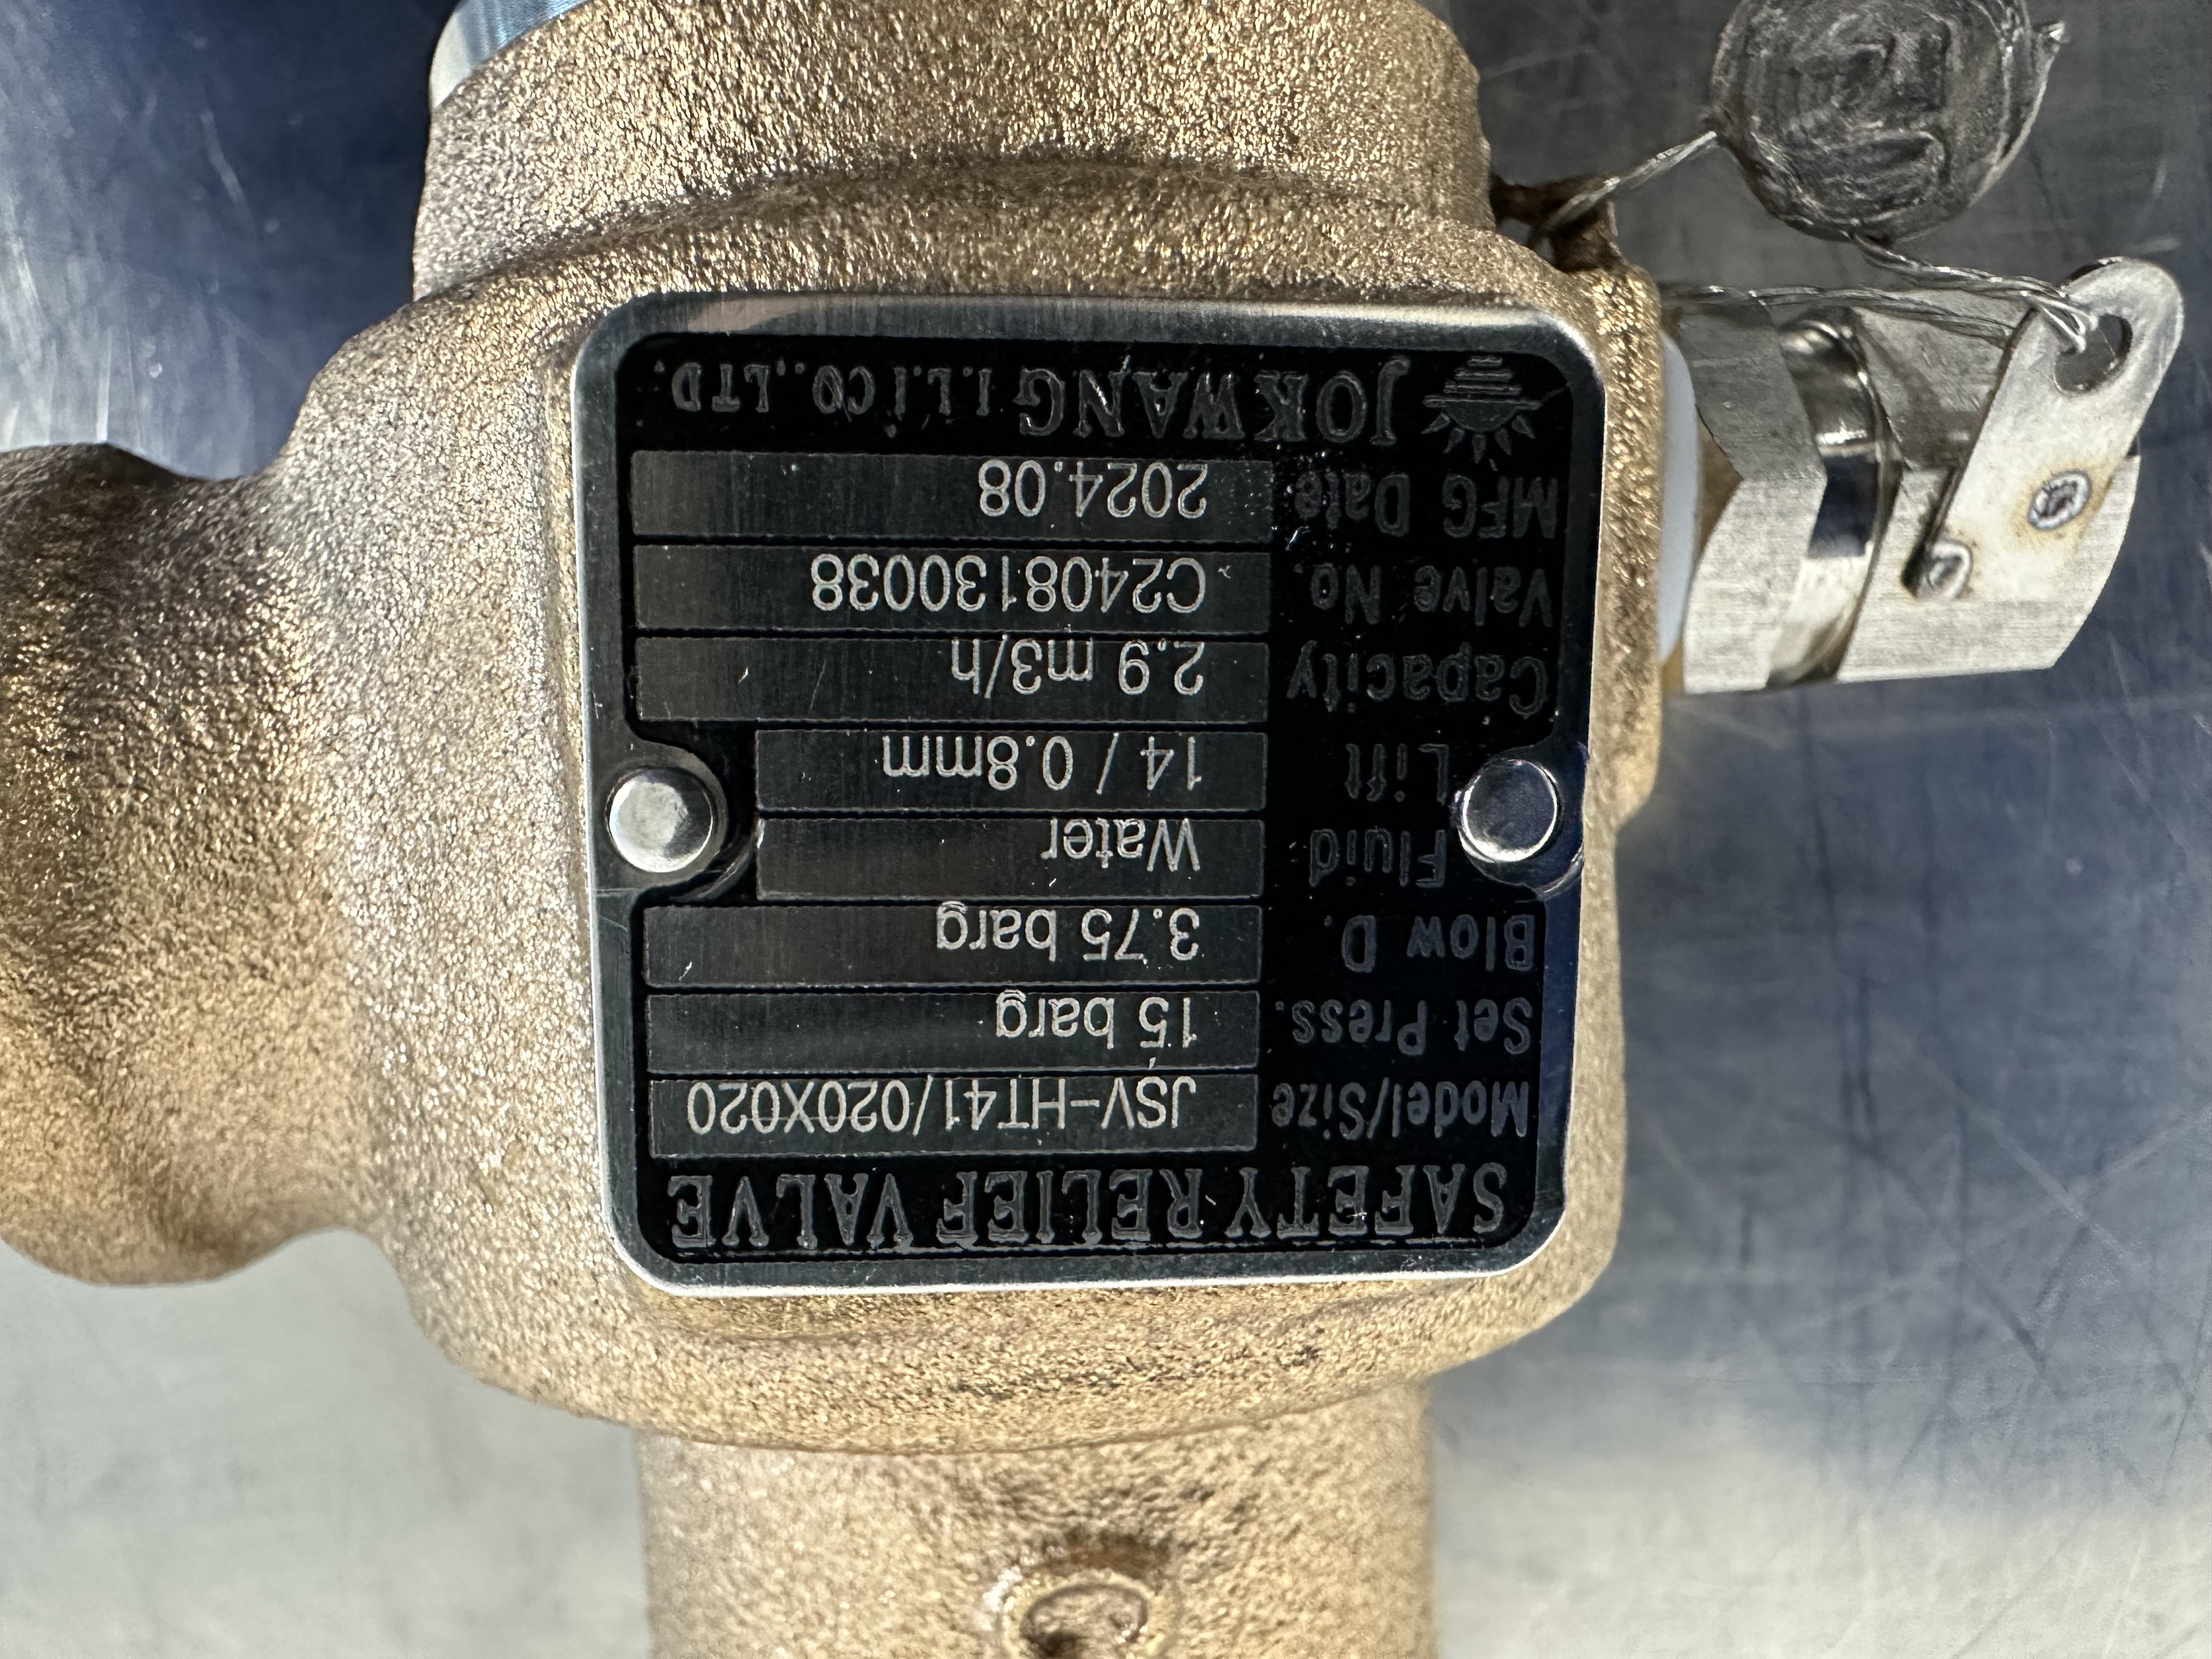 SAFETY RELIEF VALVE
Model/Size JSV-HT41/020X020
Set Press. 15 barg
Blow D. 3.75 barg
Fluid Water
Lift 14 / 0.8mm
Capacity 2.9 m3/h
Valve No. C2408130038
MFG Date 2024.08
JOKWANG I.L.I CO.,LTD.